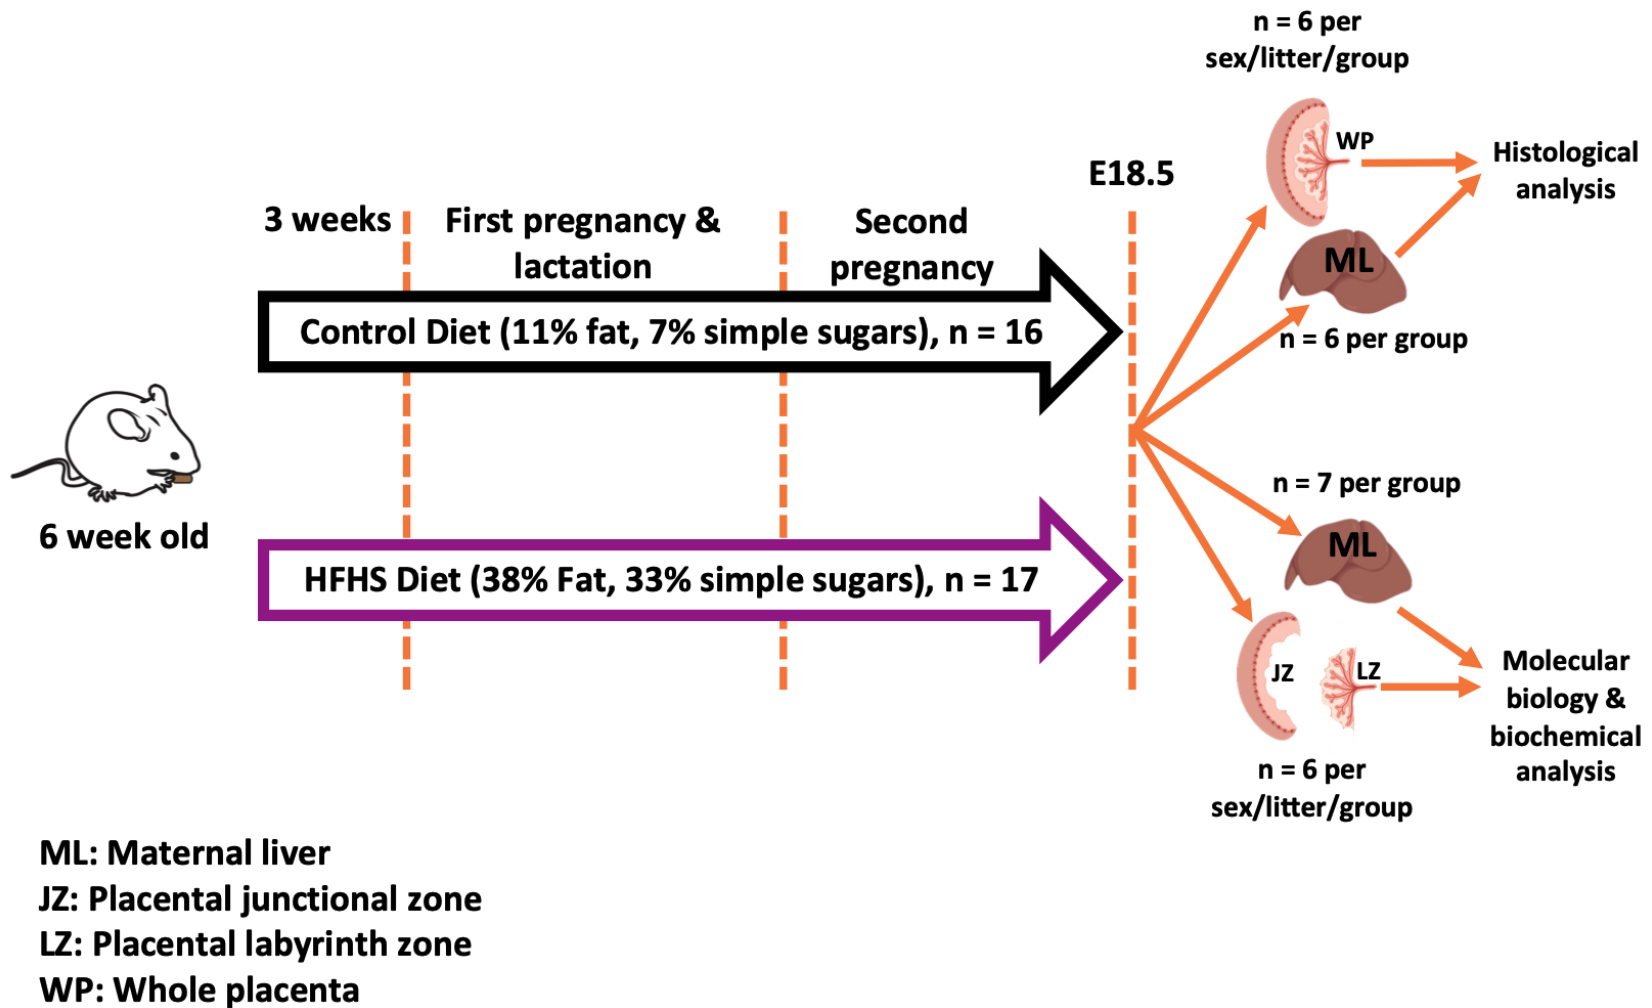 n = 6 per
sex/litter/group
WP
Histological
analysis
E18.5
3 weeks
First pregnancy &
lactation
Second
pregnancy
ML
Control Diet (11% fat, 7% simple sugars), n = 16
n = 6 per group
6 week old
n = 7 per group
ML
HFHS Diet (38% Fat, 33% simple sugars), n = 17
JZ
LZ
Molecular
biology &
biochemical
analysis
n = 6 per
sex/litter/group
ML: Maternal liver
JZ: Placental junctional zone
LZ: Placental labyrinth zone
WP: Whole placenta